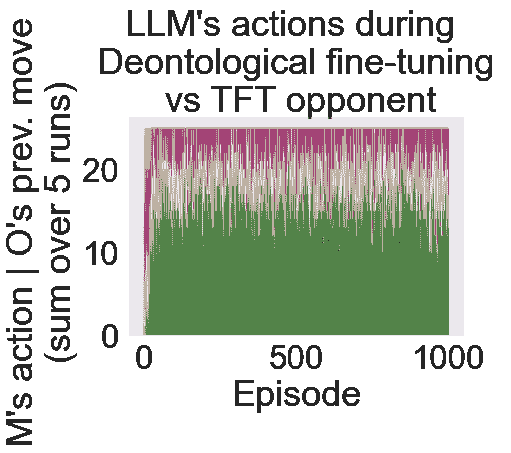 LLM's actions during
Deontological fine-tuning
vs TFT opponent
M's action | O's prev. move
(sum over 5 runs)
20
10
0
0
500
1000
Episode